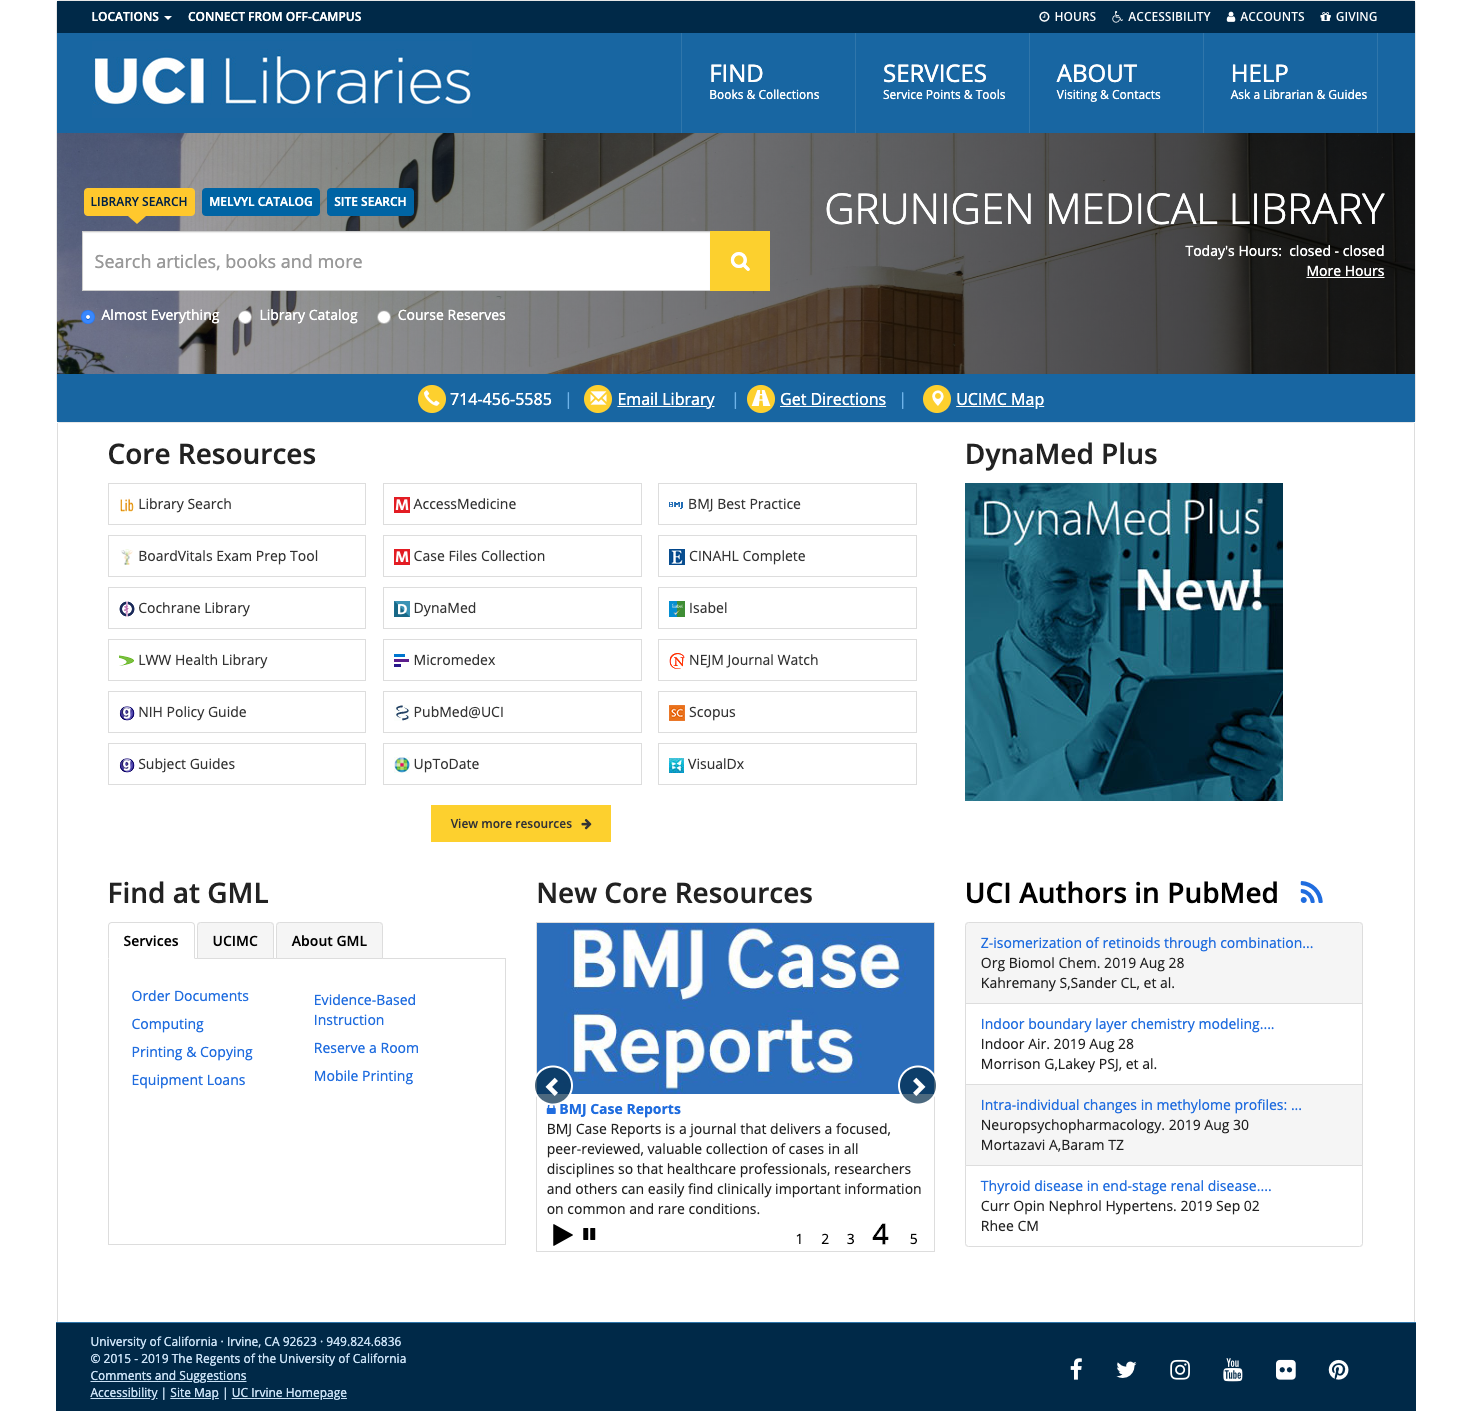 LOCATIONS CONNECT FROM OFF-CAMPUS
HOURS ACCESSIBILITY ACCOUNTS GIVING
UCI Libraries
FIND
Books & Collections
SERVICES
Service Points & Tools
ABOUT
Visiting & Contacts
HELP
Ask a Librarian & Guides
LIBRARY SEARCH MELVYL CATALOG SITE SEARCH
Search articles, books and more
Almost Everything Library Catalog Course Reserves
GRUNIGEN MEDICAL LIBRARY
Today's Hours: closed - closed
More Hours
714-456-5585 | Email Library | Get Directions | UCIMC Map
Core Resources
Lib Library Search
M AccessMedicine
BMJ BMJ Best Practice
BoardVitals Exam Prep Tool
M Case Files Collection
E CINAHL Complete
Cochrane Library
D DynaMed
Isabel
LWW Health Library
Micromedex
N NEJM Journal Watch
g NIH Policy Guide
PubMed@UCI
SC Scopus
g Subject Guides
UpToDate
VisualDx
View more resources
DynaMed Plus
DynaMed Plus
New!
Find at GML
Services UCIMC About GML
Order Documents
Computing
Printing & Copying
Equipment Loans
Evidence-Based
Instruction
Reserve a Room
Mobile Printing
New Core Resources
BMJ Case
Reports
BMJ Case Reports
BMJ Case Reports is a journal that delivers a focused,
peer-reviewed, valuable collection of cases in all
disciplines so that healthcare professionals, researchers
and others can easily find clinically important information
on common and rare conditions.
1 2 3 4 5
UCI Authors in PubMed
Z-isomerization of retinoids through combination...
Org Biomol Chem. 2019 Aug 28
Kahremany S,Sander CL, et al.
Indoor boundary layer chemistry modeling....
Indoor Air. 2019 Aug 28
Morrison G,Lakey PSJ, et al.
Intra-individual changes in methylome profiles: ...
Neuropsychopharmacology. 2019 Aug 30
Mortazavi A,Baram TZ
Thyroid disease in end-stage renal disease....
Curr Opin Nephrol Hypertens. 2019 Sep 02
Rhee CM
University of California · Irvine, CA 92623 · 949.824.6836
© 2015 - 2019 The Regents of the University of California
Comments and Suggestions
Accessibility | Site Map | UC Irvine Homepage
You
Tube